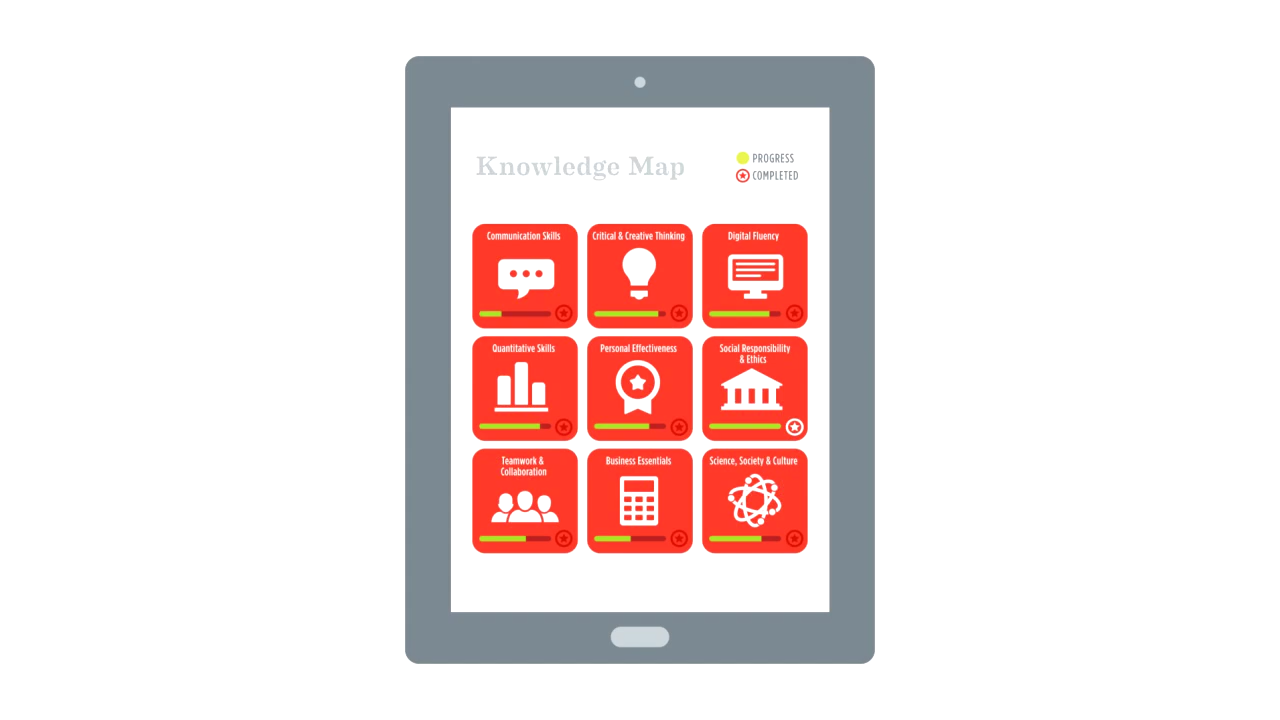 Knowledge Map
PROGRESS
COMPLETED
Communication Skills
Critical & Creative Thinking
Digital Fluency
Quantitative Skills
Personal Effectiveness
Social Responsibility
& Ethics
Teamwork &
Collaboration
Business Essentials
Science, Society & Culture